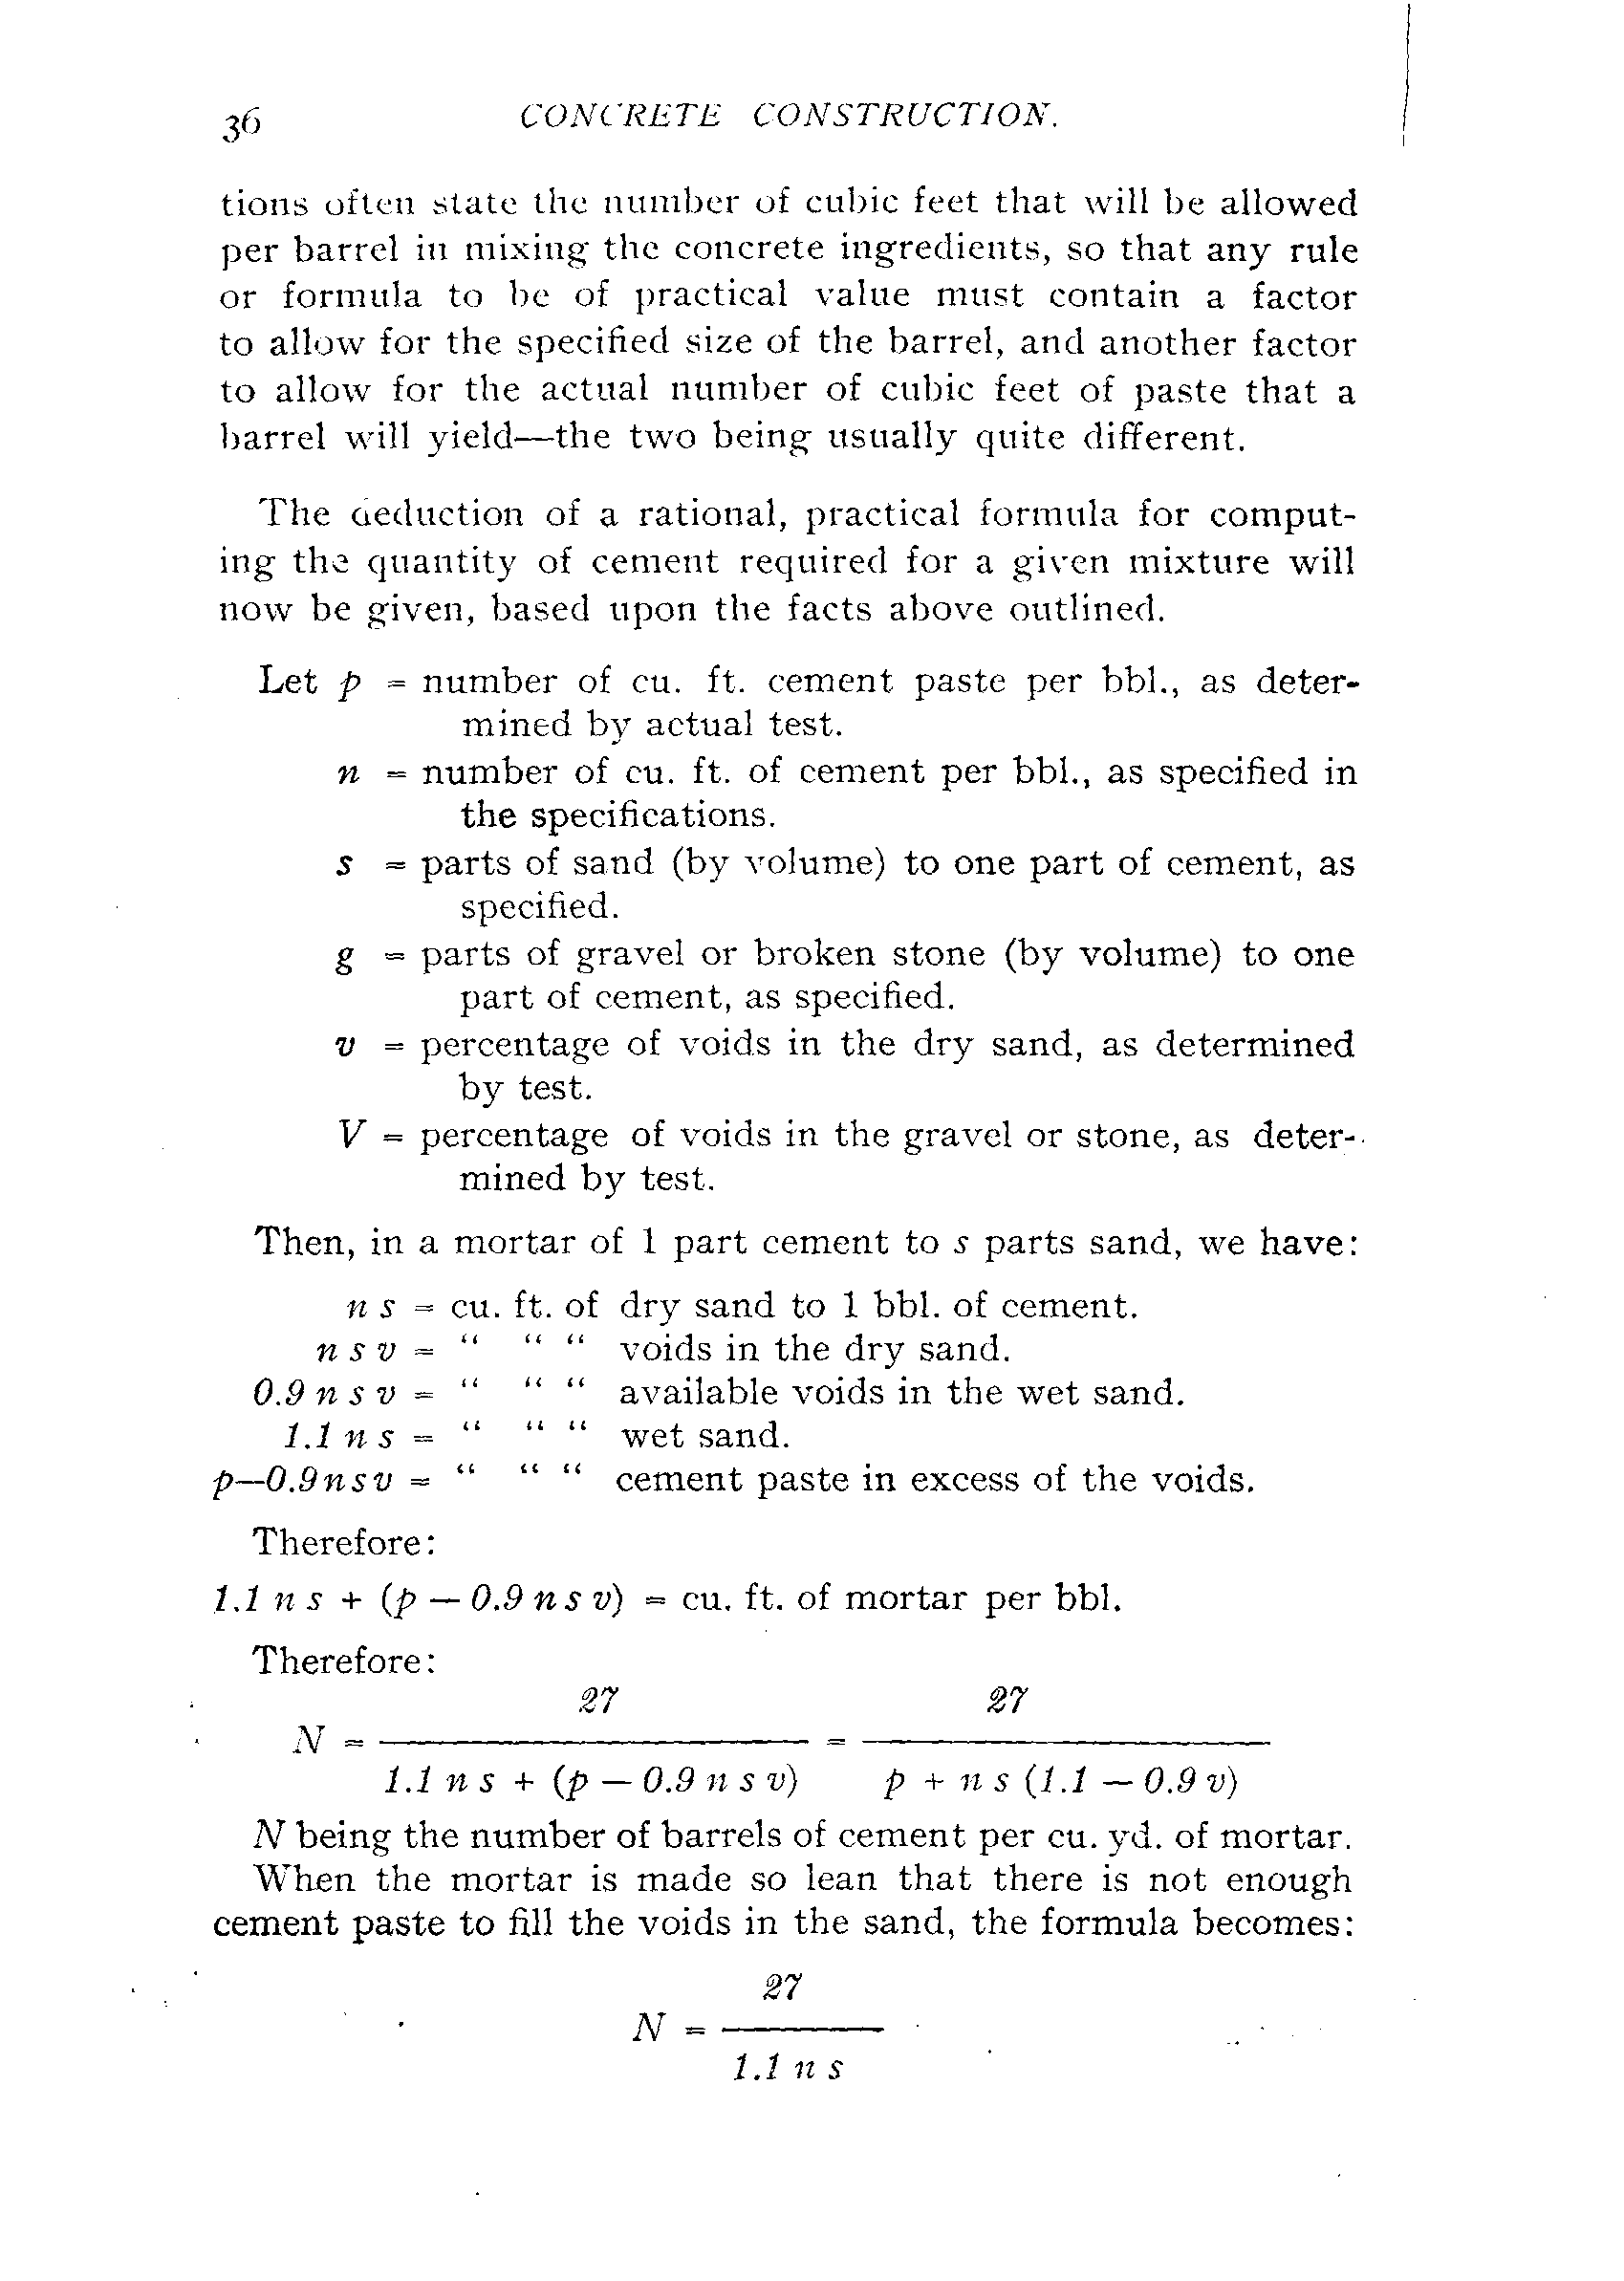 36 CONCRETE CONSTRUCTION.
tions often state the number of cubic feet that will be allowed
per barrel in mixing the concrete ingredients, so that any rule
or formula to be of practical value must contain a factor
to allow for the specified size of the barrel, and another factor
to allow for the actual number of cubic feet of paste that a
barrel will yield—the two being usually quite different.
The deduction of a rational, practical formula for comput-
ing the quantity of cement required for a given mixture will
now be given, based upon the facts above outlined.
Let p = number of cu. ft. cement paste per bbl., as deter-
mined by actual test.
n = number of cu. ft. of cement per bbl., as specified in
the specifications.
s = parts of sand (by volume) to one part of cement, as
specified.
g = parts of gravel or broken stone (by volume) to one
part of cement, as specified.
v = percentage of voids in the dry sand, as determined
by test.
V = percentage of voids in the gravel or stone, as deter-
mined by test.
Then, in a mortar of 1 part cement to s parts sand, we have:
n s = cu. ft. of dry sand to 1 bbl. of cement.
n s v = “ “ “ voids in the dry sand.
0.9 n s v = “ “ “ available voids in the wet sand.
1.1 n s = “ “ “ wet sand.
p—0.9 n s v = “ “ “ cement paste in excess of the voids.
Therefore:
1.1 n s + (p — 0.9 n s v) = cu. ft. of mortar per bbl.
Therefore:
27 27
N = ——— = ———
1.1 n s + (p — 0.9 n s v) p + n s (1.1 — 0.9 v)
N being the number of barrels of cement per cu. yd. of mortar.
When the mortar is made so lean that there is not enough
cement paste to fill the voids in the sand, the formula becomes:
27
N = ———
1.1 n s